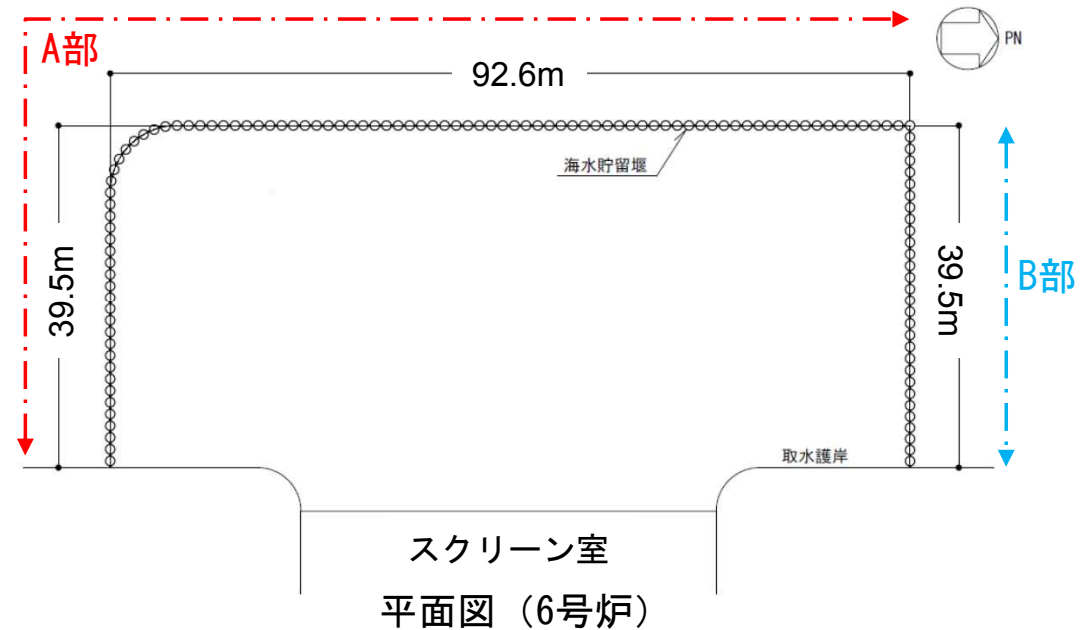 A部
PN
92.6m
海水貯留堰
39.5m
39.5m
B部
取水護岸
スクリーン室
平面図（6号炉）